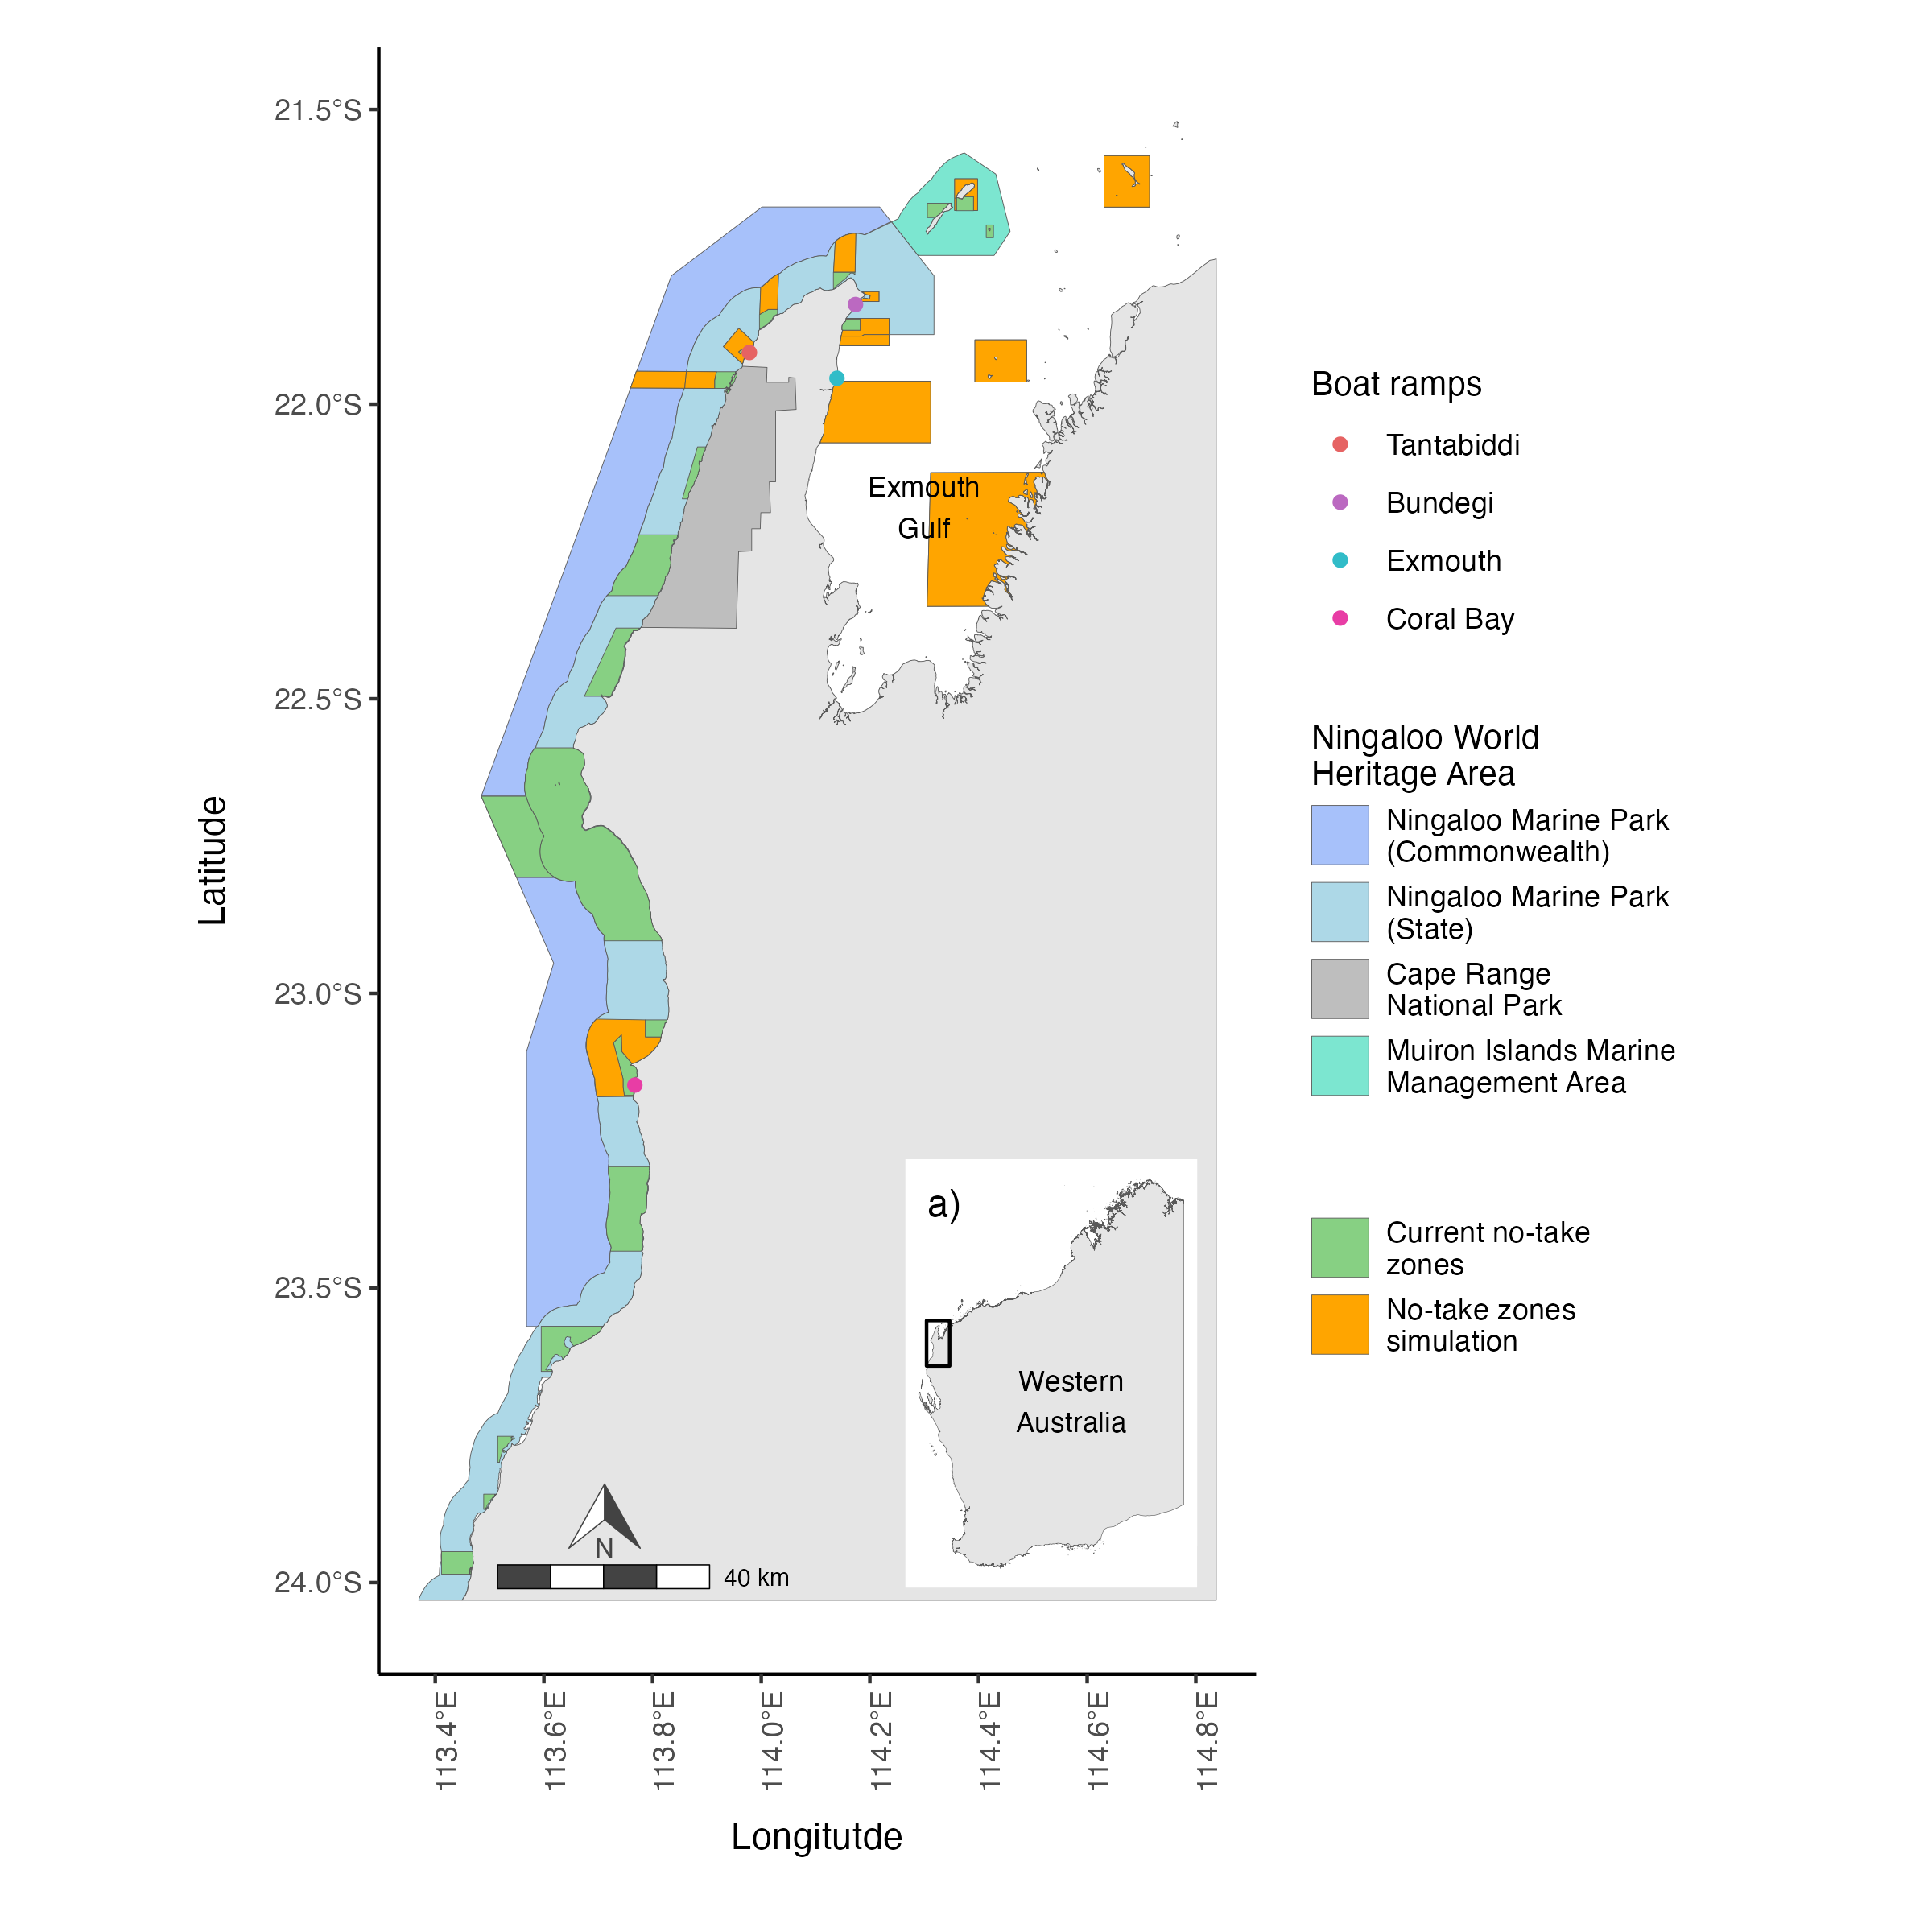 21.5°S
22.0°S
22.5°S
23.0°S
23.5°S
24.0°S
Latitude
Exmouth
Gulf
a)
Western
Australia
N
40 km
113.4°E
113.6°E
113.8°E
114.0°E
114.2°E
114.4°E
114.6°E
114.8°E
Longitutde
Boat ramps
Tantabiddi
Bundegi
Exmouth
Coral Bay
Ningaloo World
Heritage Area
Ningaloo Marine Park
(Commonwealth)
Ningaloo Marine Park
(State)
Cape Range
National Park
Muiron Islands Marine
Management Area
Current no-take
zones
No-take zones
simulation